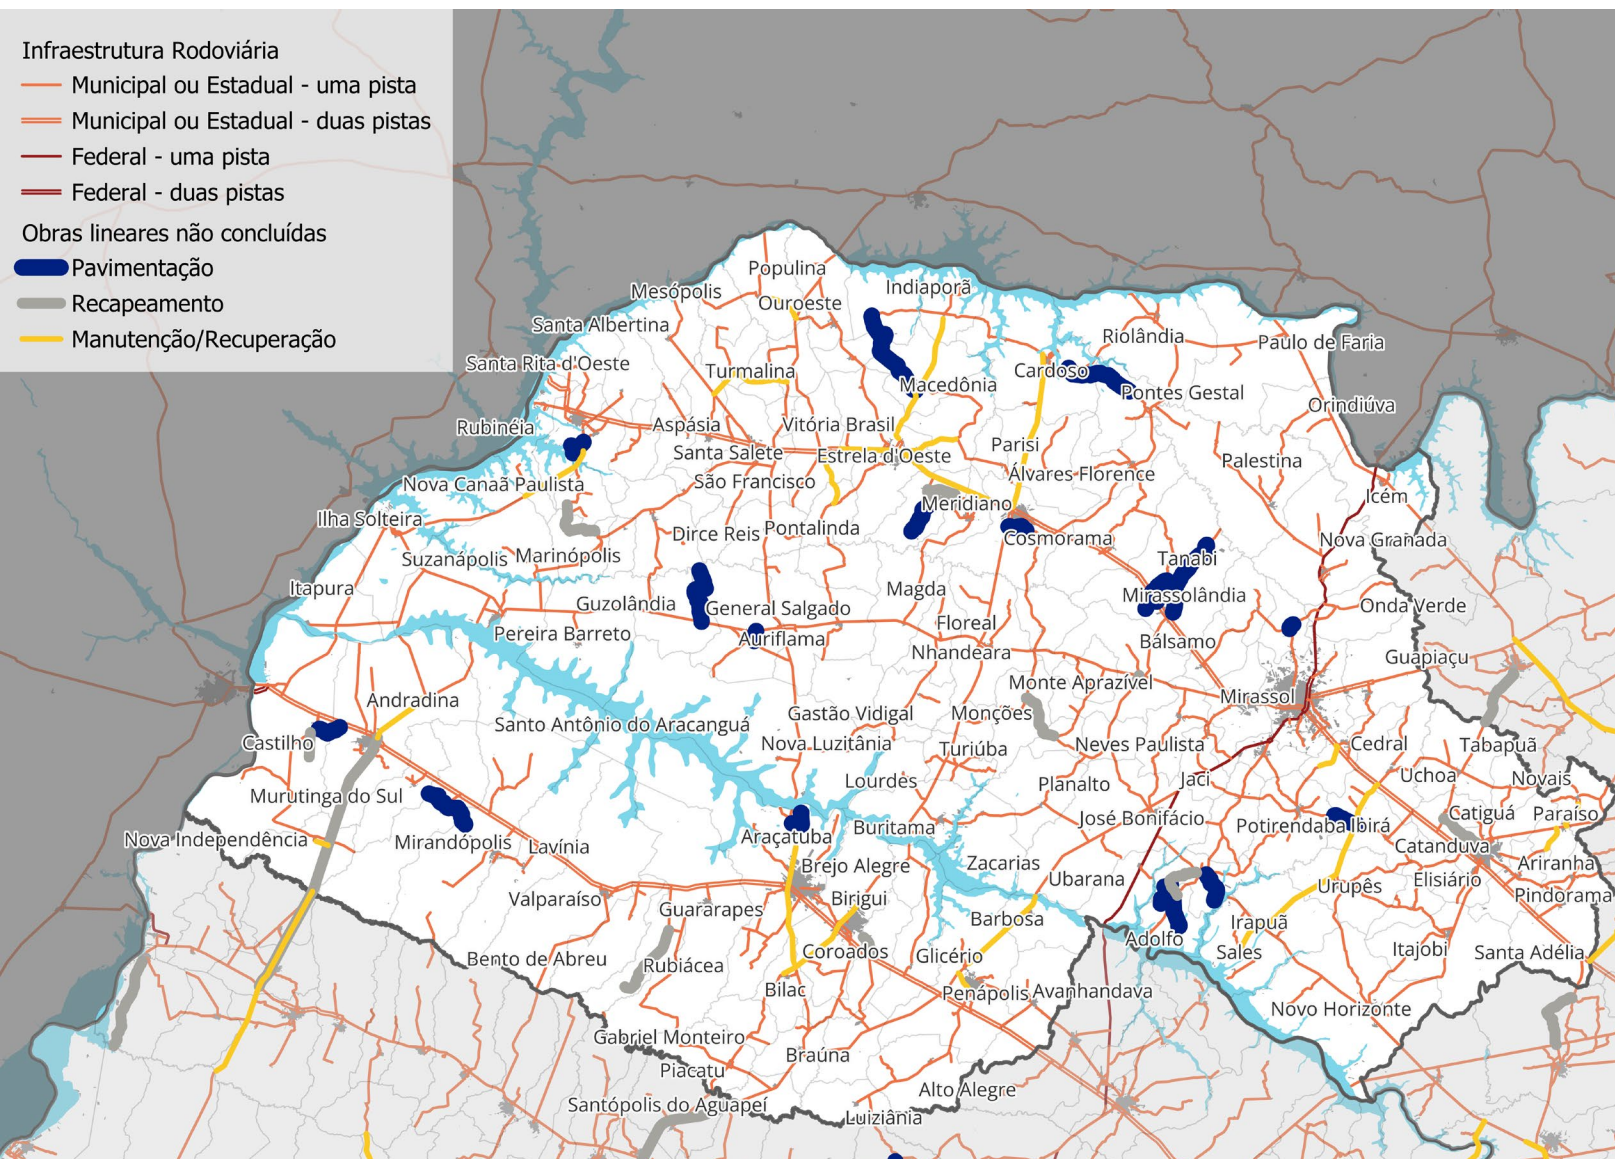 Infraestrutura Rodoviária
Municipal ou Estadual - uma pista
Municipal ou Estadual - duas pistas
Federal - uma pista
Federal - duas pistas
Obras lineares não concluídas
Pavimentação
Recapeamento
Manutenção/Recuperação
Populina
Mesópolis
Indiaporã
Ouroeste
Santa Albertina
Riolândia
Paulo de Faria
Santa Rita d'Oeste
Turmalina
Cardoso
Macedônia
Pontes Gestal
Orindiúva
Rubinéia
Aspásia
Vitória Brasil
Parisi
Santa Salete
Estrela d'Oeste
Palestina
Nova Canaã Paulista
São Francisco
Álvares Florence
Icém
Meridiano
Ilha Solteira
Dirce Reis
Pontalinda
Cosmorama
Nova Granada
Suzanápolis
Marinópolis
Tanabi
Itapura
Magda
Mirassolândia
Guzolândia
General Salgado
Onda Verde
Floreal
Pereira Barreto
Auriflama
Bálsamo
Nhandeara
Guapiaçu
Monte Aprazível
Andradina
Mirassol
Santo Antônio do Aracanguá
Gastão Vidigal
Monções
Castilho
Nova Luzitânia
Turiúba
Neves Paulista
Cedral
Tabapuã
Lourdes
Planalto
Jaci
Uchoa
Novais
Murutinga do Sul
José Bonifácio
Catiguá
Paraíso
Nova Independência
Mirandópolis
Lavínia
Araçatuba
Buritama
Potirendaba
Ibirá
Catanduva
Brejo Alegre
Zacarias
Ariranha
Ubarana
Urupês
Elisiário
Valparaíso
Birigui
Pindorama
Guararapes
Barbosa
Irapuã
Adolfo
Bento de Abreu
Rubiácea
Coroados
Glicério
Sales
Itajobi
Santa Adélia
Bilac
Penápolis
Avanhandava
Novo Horizonte
Gabriel Monteiro
Braúna
Piacatu
Alto Alegre
Santópolis do Aguapeí
Luiziânia